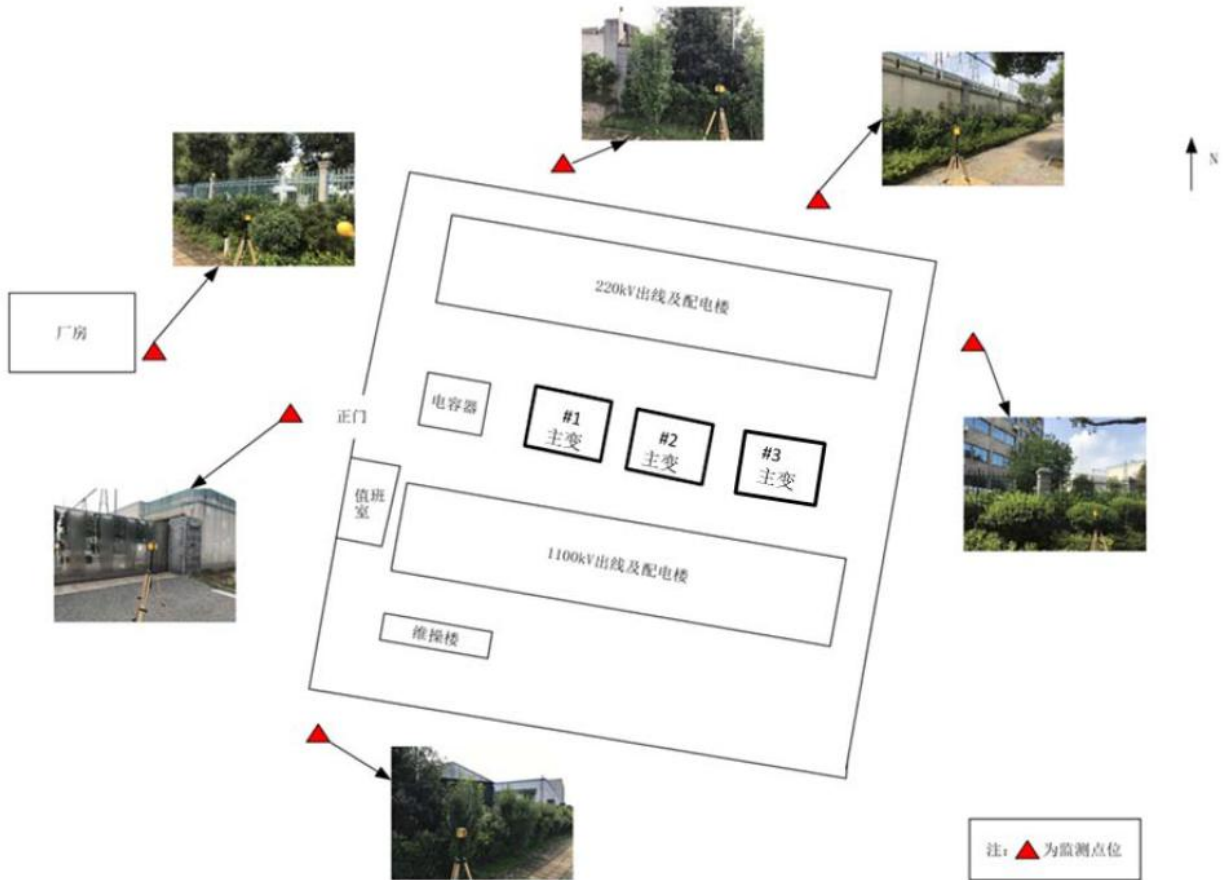 N
220kV出线及配电楼
厂房
正门
电容器
#1
主变
#2
主变
#3
主变
值班
室
1100kV出线及配电楼
维操楼
注：
为监测点位